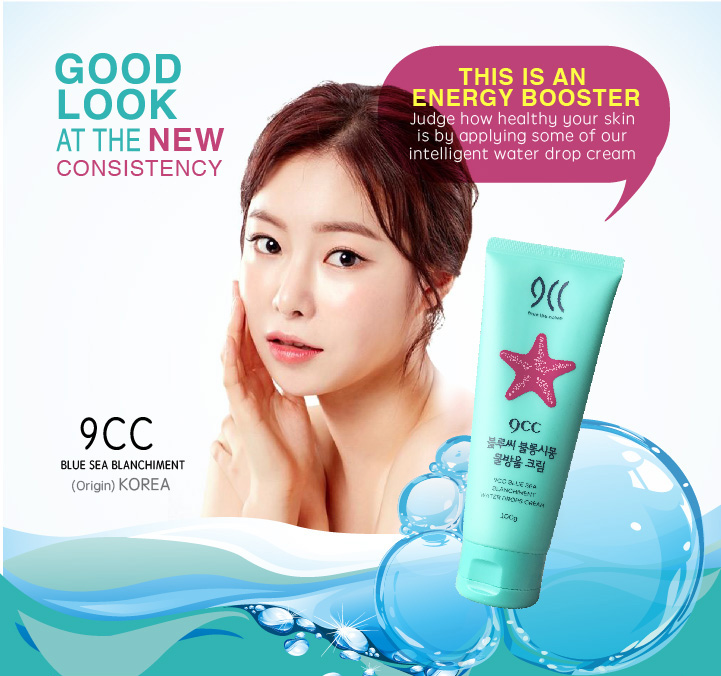 GOOD
LOOK
AT THE NEW
CONSISTENCY
THIS IS AN
ENERGY BOOSTER
Judge how healthy your skin
is by applying some of our
intelligent water drop cream
9CC
BLUE SEA BLANCHIMENT
(Origin) KOREA
9CC
9CC
블루씨 블롱시몽
물방울 크림
9CC BLUE SEA
BLANCHIMENT
WATER DROPS CREAM
100g